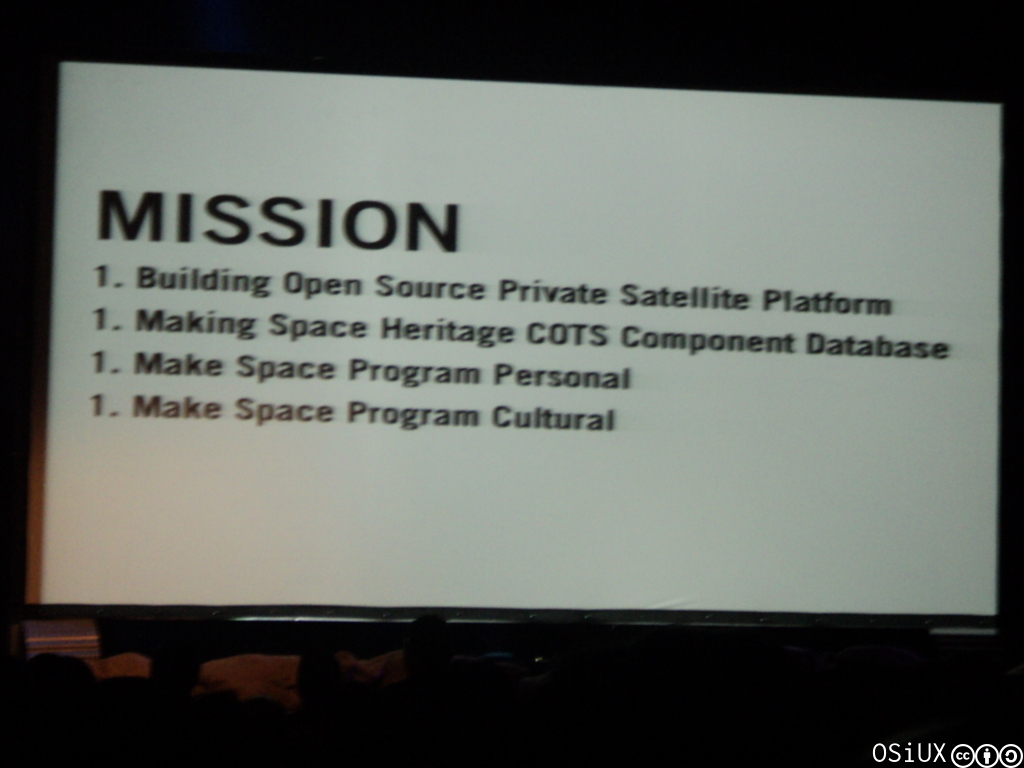 MISSION
1. Building Open Source Private Satellite Platform
1. Making Space Heritage COTS Component Database
1. Make Space Program Personal
1. Make Space Program Cultural
OSiUX